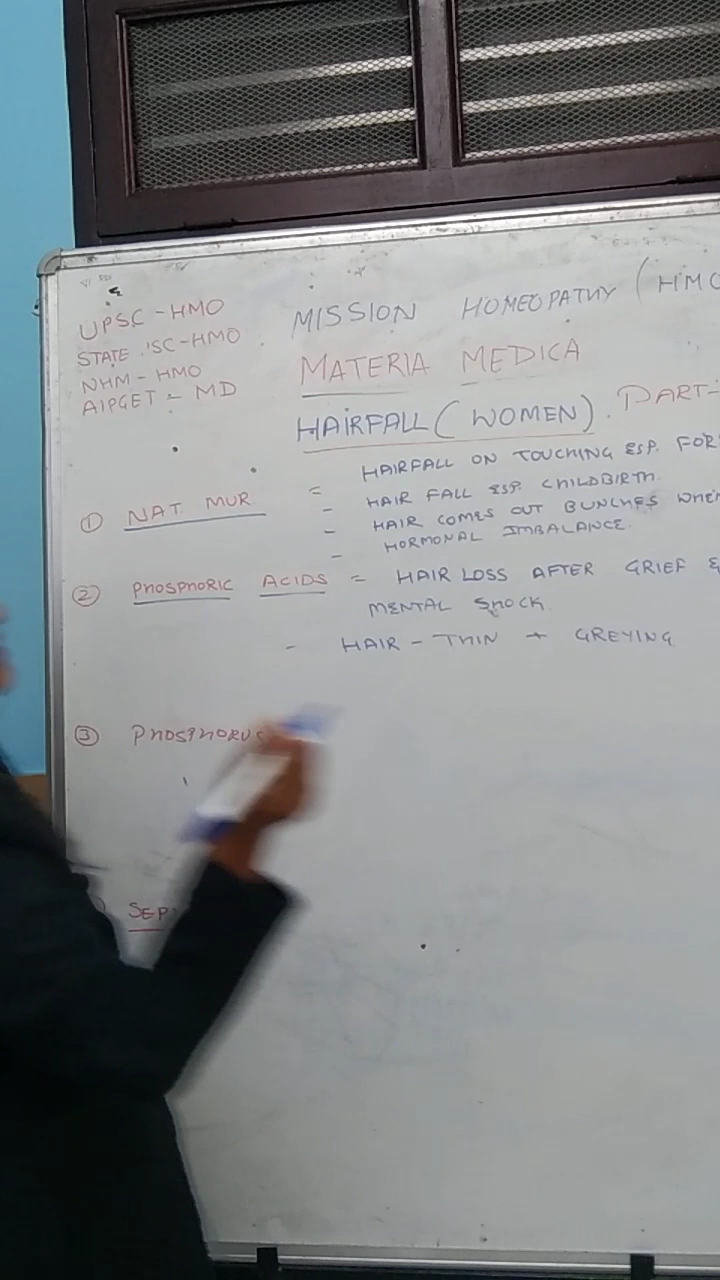 UPSC-HMO
STATE 'SC-HMO
NHM-HMO
AIPGET - MD
MISSION HOMEOPATHY (HMO
MATERIA MEDICA
HAIRFALL (WOMEN). PART-
① NAT MUR = HAIRFALL ON TOUCHING ESP. FOR
- HAIR FALL ESP. CHILDBIRTH.
- HAIR COMES OUT BUNCHES WHEN
- HORMONAL IMBALANCE.
② PHOSPHORIC ACIDS = HAIR LOSS AFTER GRIEF &
MENTAL SHOCK
- HAIR - THIN + GREYING
③ PHOSPHORUS
SEP